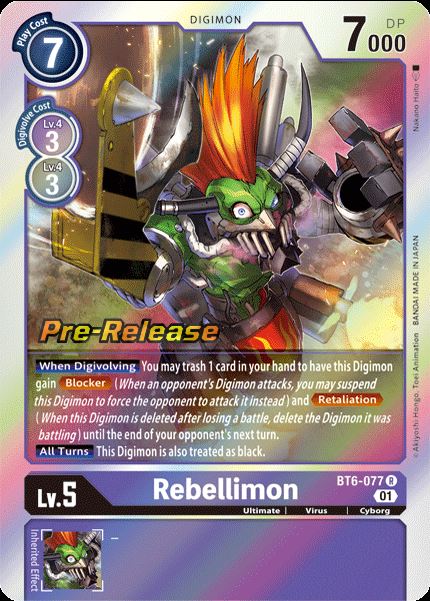 DIGIMON
Play Cost
7
DP
7000
Digivolve Cost
Lv.4
3
Lv.4
3
Nakano Haito
©Akiyoshi Hongo, Toei Animation BANDAI MADE IN JAPAN
Pre-Release
When Digivolving You may trash 1 card in your hand to have this Digimon
gain Blocker (When an opponent's Digimon attacks, you may suspend
this Digimon to force the opponent to attack it instead) and Retaliation
(When this Digimon is deleted after losing a battle, delete the Digimon it was
battling) until the end of your opponent's next turn.
All Turns This Digimon is also treated as black.
Lv.5
Rebellimon
BT6-077 R
01
Ultimate | Virus | Cyborg
Inherited Effect
-